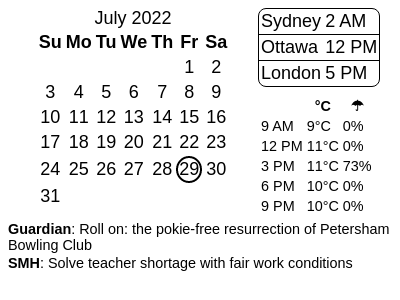 July 2022
Su Mo Tu We Th Fr Sa
1 2
3 4 5 6 7 8 9
10 11 12 13 14 15 16
17 18 19 20 21 22 23
24 25 26 27 28 29 30
31
Sydney 2 AM
Ottawa 12 PM
London 5 PM
°C ☂
9 AM 9°C 0%
12 PM 11°C 0%
3 PM 11°C 73%
6 PM 10°C 0%
9 PM 10°C 0%
Guardian: Roll on: the pokie-free resurrection of Petersham
Bowling Club
SMH: Solve teacher shortage with fair work conditions